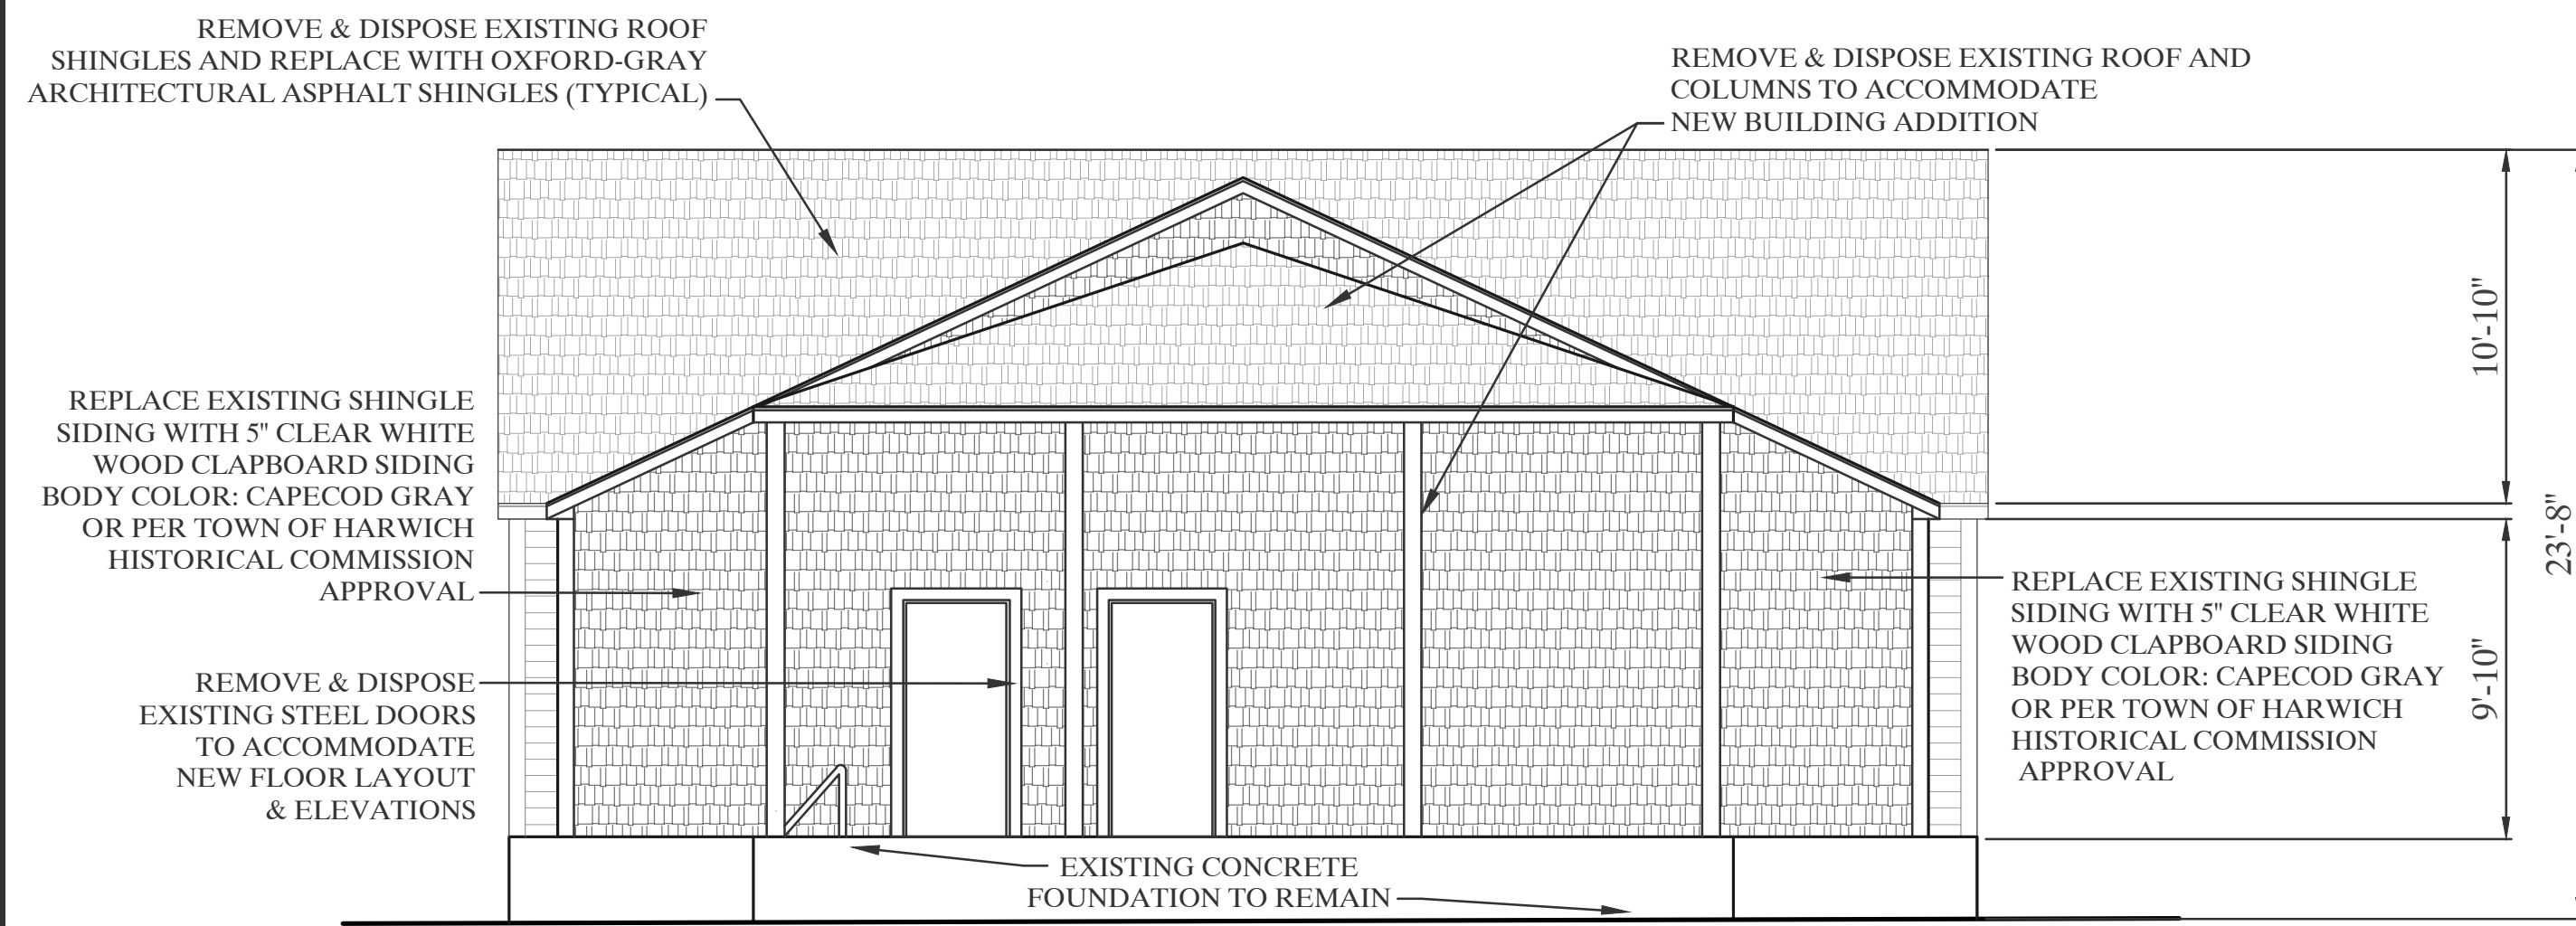 REMOVE & DISPOSE EXISTING ROOF
SHINGLES AND REPLACE WITH OXFORD-GRAY
ARCHITECTURAL ASPHALT SHINGLES (TYPICAL)
REMOVE & DISPOSE EXISTING ROOF AND
COLUMNS TO ACCOMMODATE
NEW BUILDING ADDITION
REPLACE EXISTING SHINGLE
SIDING WITH 5" CLEAR WHITE
WOOD CLAPBOARD SIDING
BODY COLOR: CAPECOD GRAY
OR PER TOWN OF HARWICH
HISTORICAL COMMISSION
APPROVAL
REMOVE & DISPOSE
EXISTING STEEL DOORS
TO ACCOMMODATE
NEW FLOOR LAYOUT
& ELEVATIONS
EXISTING CONCRETE
FOUNDATION TO REMAIN
REPLACE EXISTING SHINGLE
SIDING WITH 5" CLEAR WHITE
WOOD CLAPBOARD SIDING
BODY COLOR: CAPECOD GRAY
OR PER TOWN OF HARWICH
HISTORICAL COMMISSION
APPROVAL
10'-10"
9'-10"
23'-8"